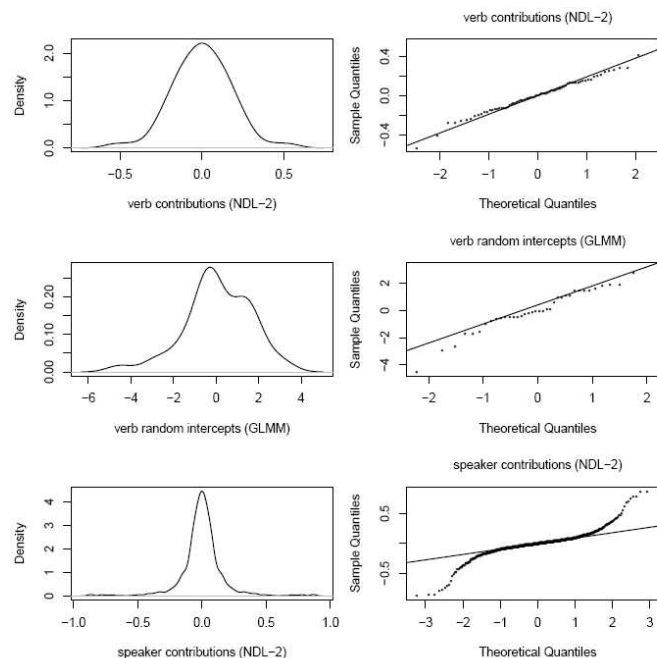 verb contributions (NDL−2)
Density
0.0 1.0 2.0
−0.5 0.0 0.5
verb contributions (NDL−2)
Sample Quantiles
−0.4 0.0 0.4
−2 −1 0 1 2
Theoretical Quantiles
verb random intercepts (GLMM)
Density
0.00 0.10 0.20
−6 −4 −2 0 2 4
verb random intercepts (GLMM)
Sample Quantiles
−4 −2 0 2
−2 −1 0 1 2
Theoretical Quantiles
speaker contributions (NDL−2)
Density
0 1 2 3 4
−1.0 −0.5 0.0 0.5 1.0
speaker contributions (NDL−2)
Sample Quantiles
−0.5 0.5
−3 −2 −1 0 1 2 3
Theoretical Quantiles